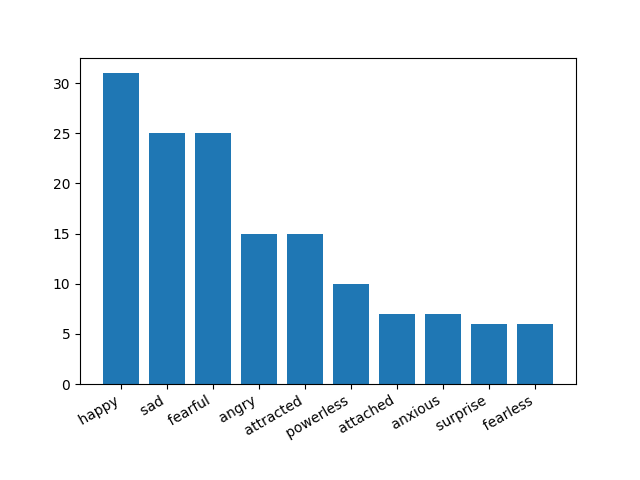 30
25
20
15
10
5
0
happy
sad
fearful
angry
attracted
powerless
attached
anxious
surprise
fearless